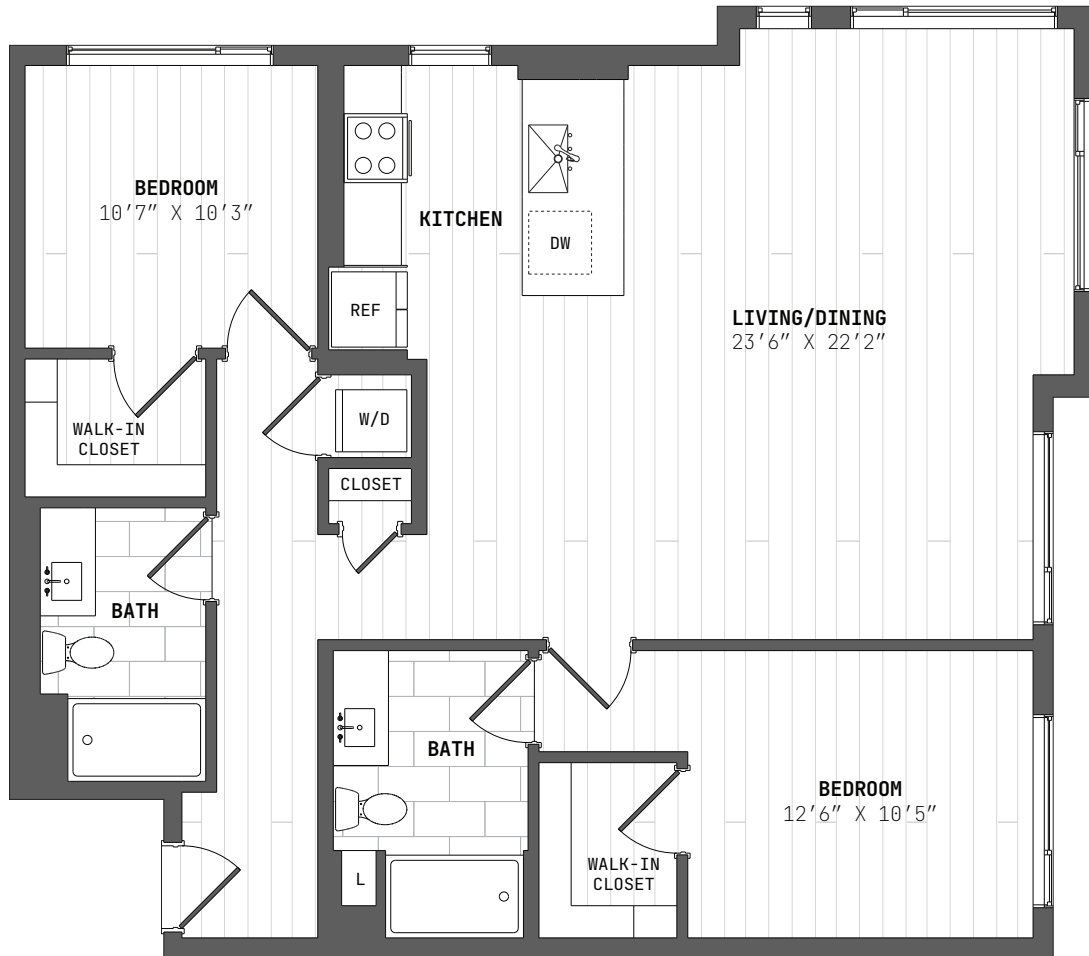 BEDROOM
10'7" X 10'3"
KITCHEN
DW
REF
LIVING/DINING
23'6" X 22'2"
WALK-IN
CLOSET
W/D
CLOSET
BATH
BATH
BEDROOM
12'6" X 10'5"
WALK-IN
CLOSET
L